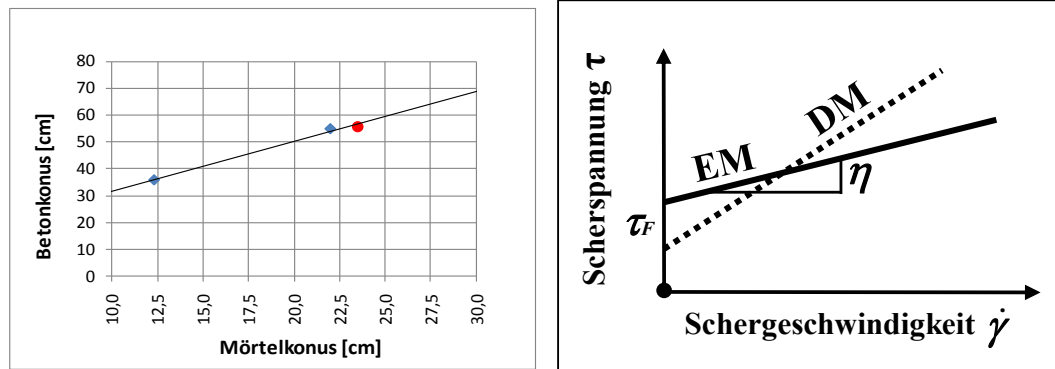 80
70
60
50
40
30
20
10
0
Betonkonus [cm]
10,0
12,5
15,0
17,5
20,0
22,5
25,0
27,5
30,0
Mörtelkonus [cm]
Scherspannung τ
EM
DM
η
τF
Schergeschwindigkeit γ̇